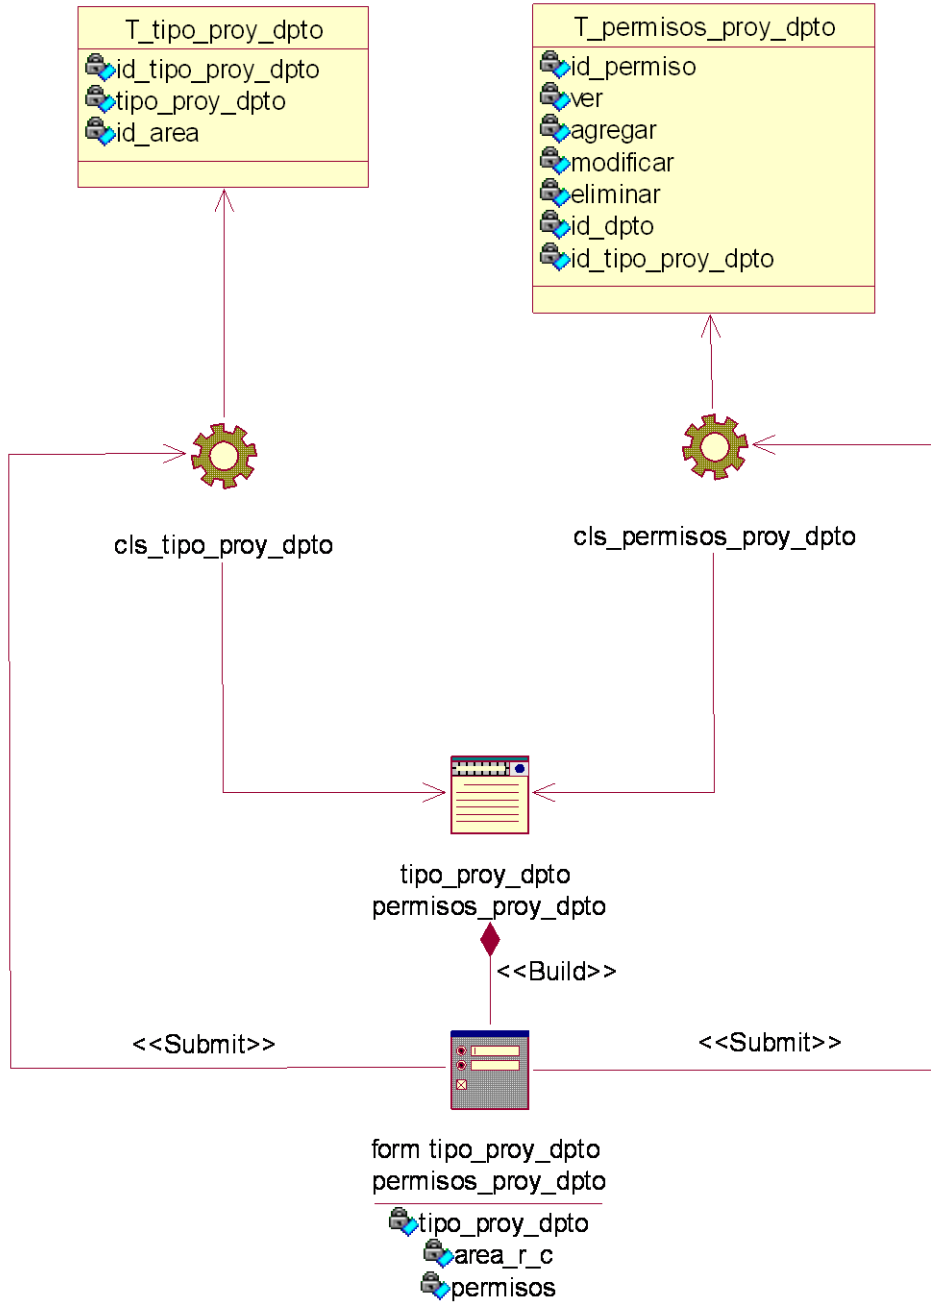 T_tipo_proy_dpto
id_tipo_proy_dpto
tipo_proy_dpto
id_area
T_permisos_proy_dpto
id_permiso
ver
agregar
modificar
eliminar
id_dpto
id_tipo_proy_dpto
cls_tipo_proy_dpto
cls_permisos_proy_dpto
tipo_proy_dpto
permisos_proy_dpto
<<Build>>
<<Submit>>
<<Submit>>
form tipo_proy_dpto
permisos_proy_dpto
tipo_proy_dpto
area_r_c
permisos